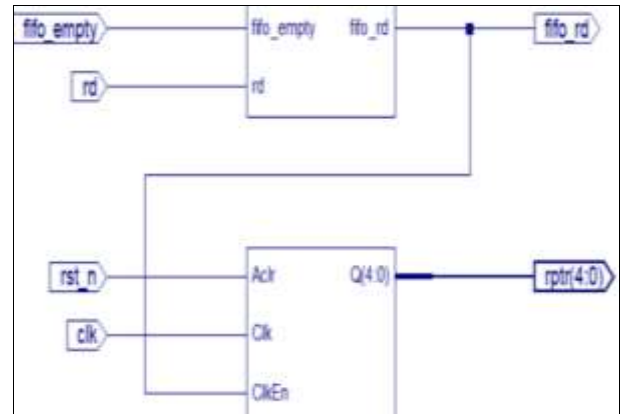 fifo_empty fifo_empty fifo_rd fifo_rd
rd rd
rst_n Aclr Q(4:0) rptr(4:0)
clk Clk
ClkEn